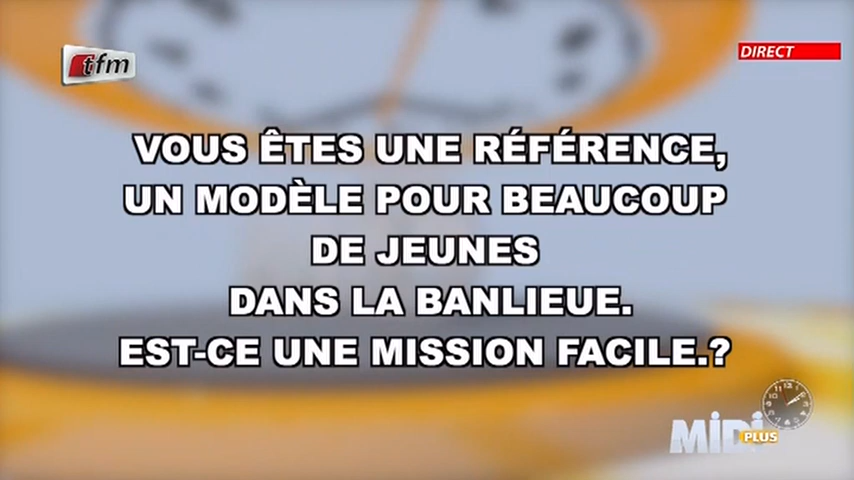 tfm
DIRECT
VOUS ÊTES UNE RÉFÉRENCE,
UN MODÈLE POUR BEAUCOUP
DE JEUNES
DANS LA BANLIEUE.
EST-CE UNE MISSION FACILE.?
MiDi
PLUS